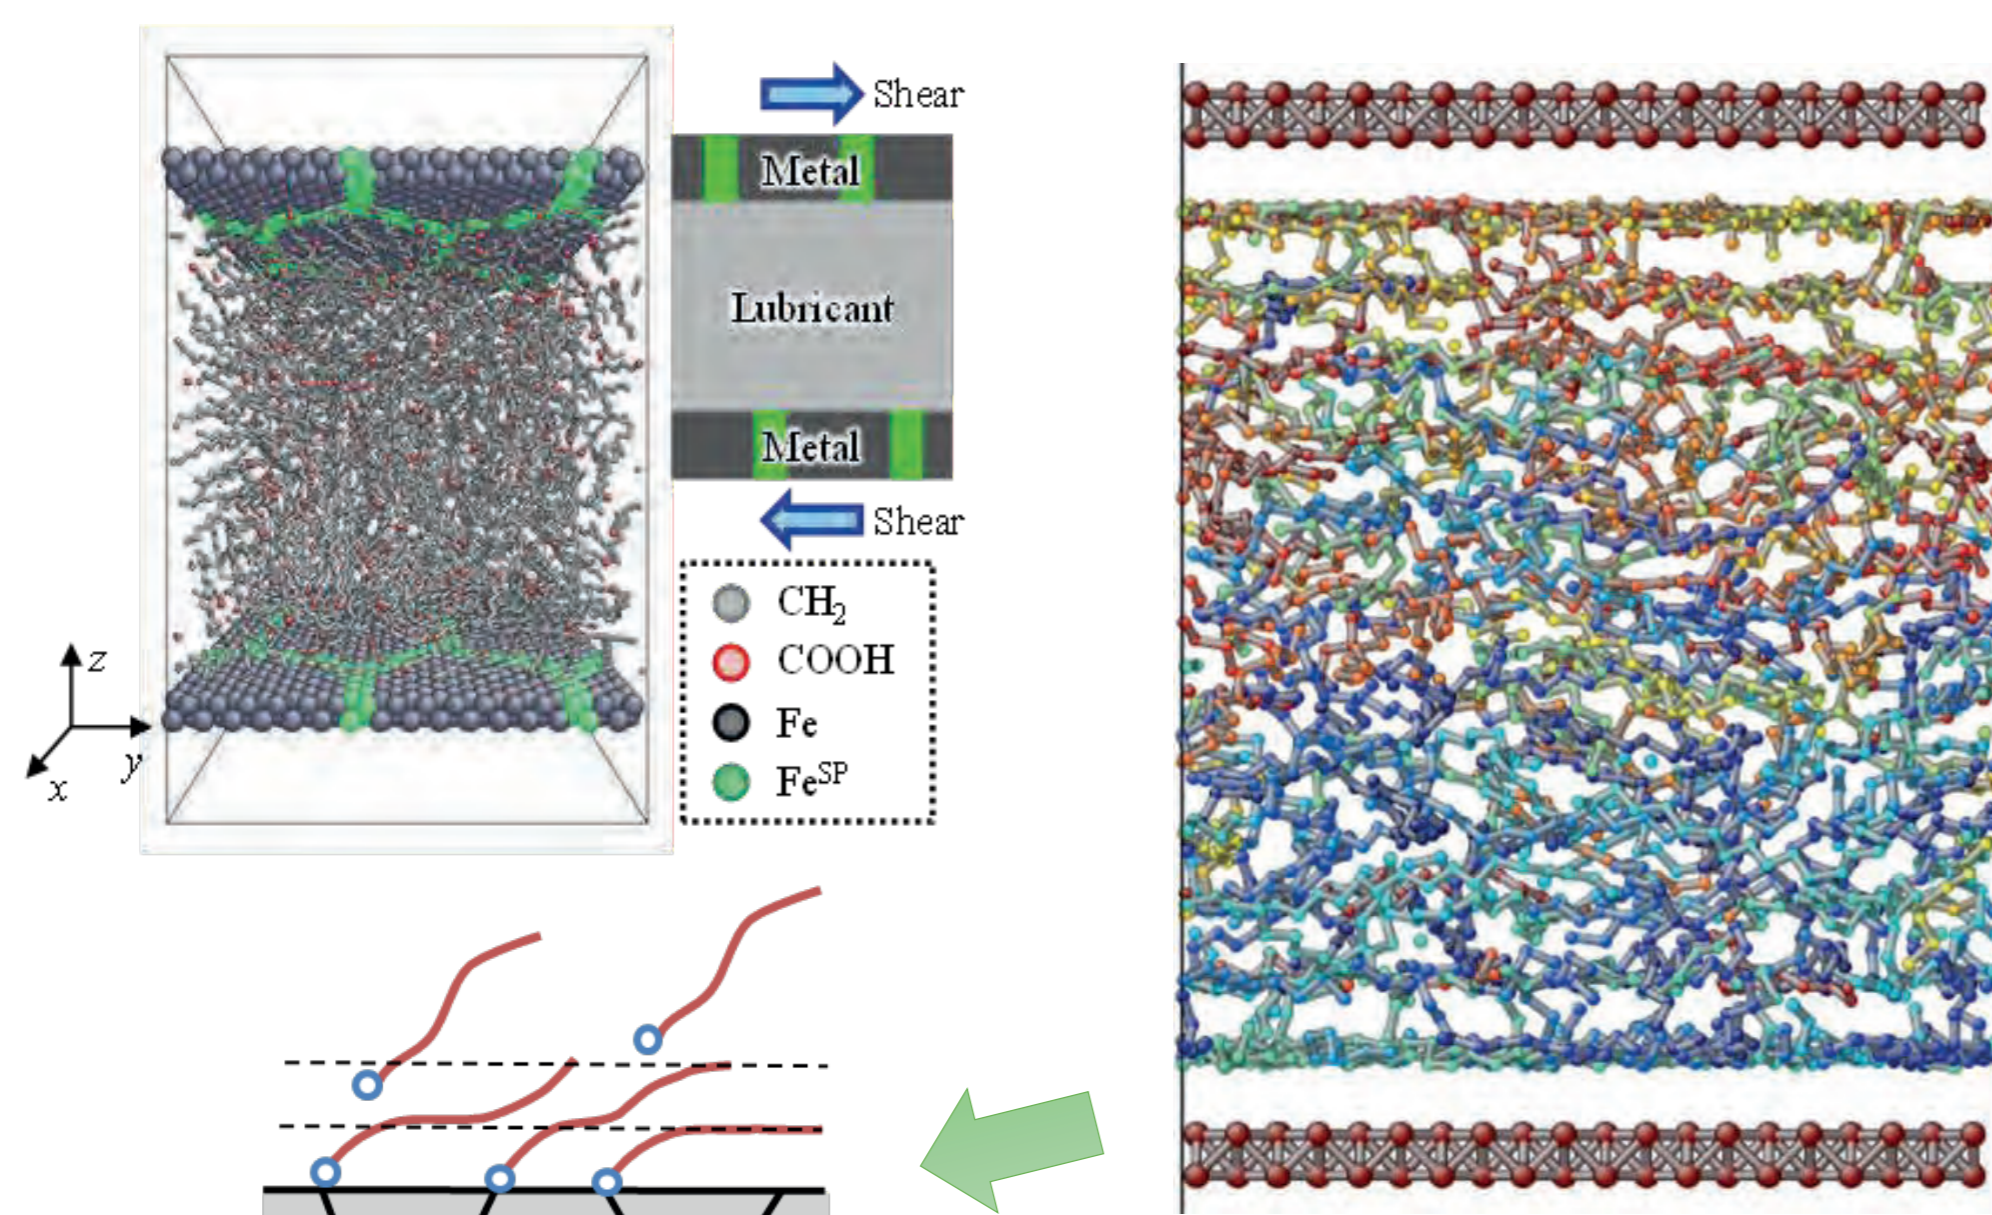 Shear
Metal
Lubricant
Metal
Shear
CH₂
COOH
Fe
Feˢᴾ
z
y
x